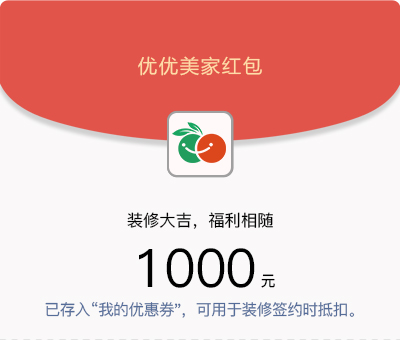 优优美家红包
装修大吉，福利相随
1000元
已存入“我的优惠券”，可用于装修签约时抵扣。